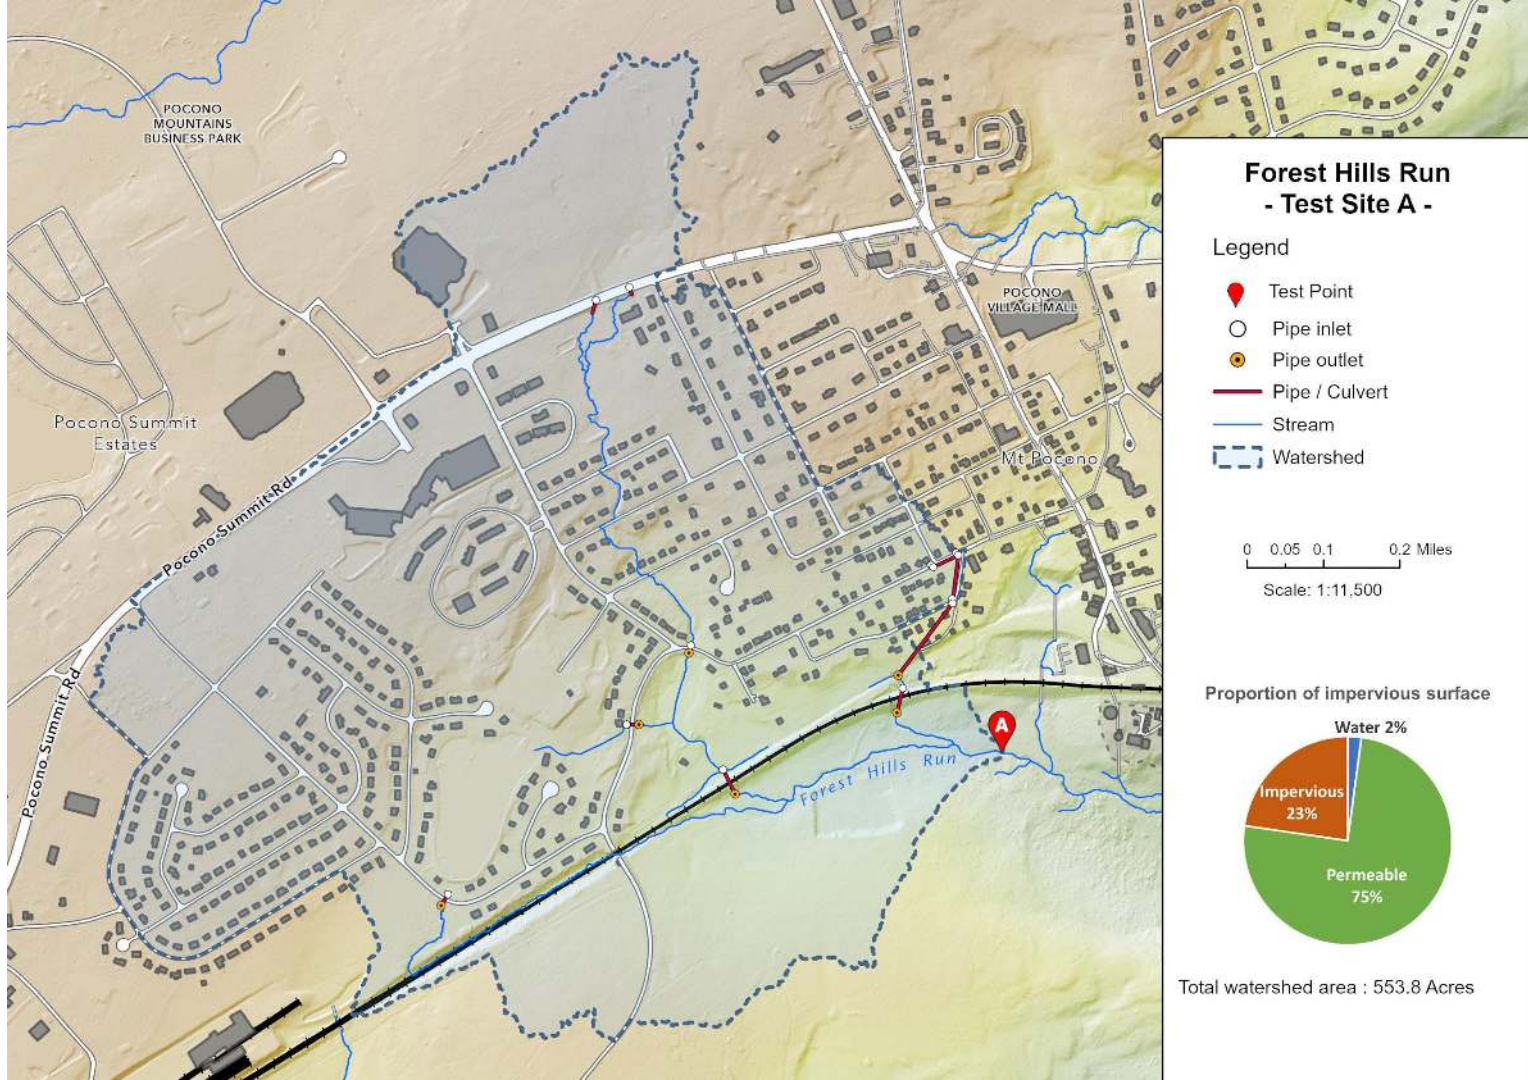 POCONO
MOUNTAINS
BUSINESS PARK
Pocono Summit
Estates
Pocono Summit Rd
Pocono Summit Rd
POCONO
VILLAGE MALL
Mt Pocono
A
Forest Hills Run
Forest Hills Run
- Test Site A -
Legend
Test Point
Pipe inlet
Pipe outlet
Pipe / Culvert
Stream
Watershed
0 0.05 0.1 0.2 Miles
Scale: 1:11,500
Proportion of impervious surface
Water 2%
Impervious
23%
Permeable
75%
Total watershed area : 553.8 Acres